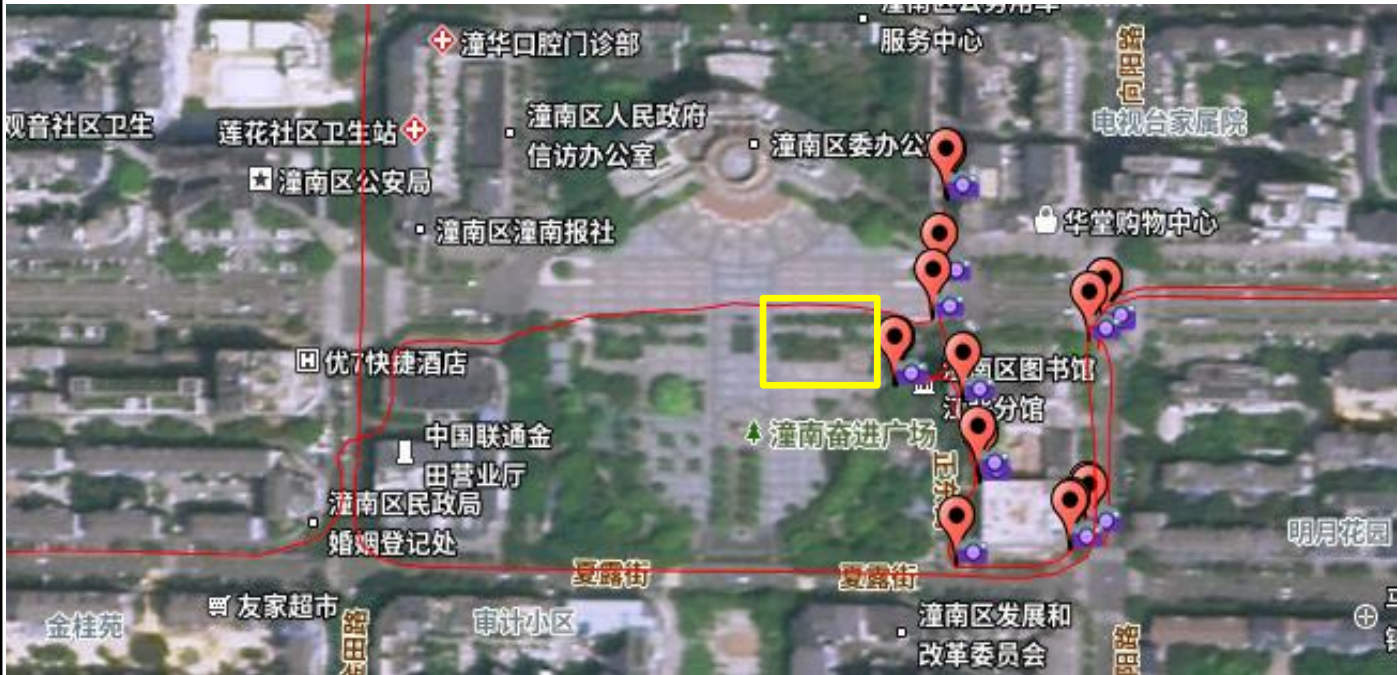 服务中心
潼华口腔门诊部
向阳路
观音社区卫生
莲花社区卫生站
潼南区人民政府
信访办公室
潼南区委办公
电视台家属院
潼南区公安局
潼南区潼南报社
华堂购物中心
优7快捷酒店
南区图书馆
江北分馆
中国联通金
田营业厅
潼南奋进广场
潼南区民政局
婚姻登记处
明月花园
夏露街
夏露街
友家超市
金桂苑
审计小区
潼南区发展和
改革委员会